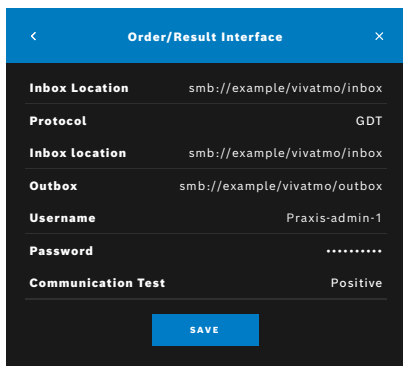 Order/Result Interface
Inbox Location smb://example/vivatmo/inbox
Protocol GDT
Inbox location smb://example/vivatmo/inbox
Outbox smb://example/vivatmo/outbox
Username Praxis-admin-1
Password ••••••••••
Communication Test Positive
SAVE